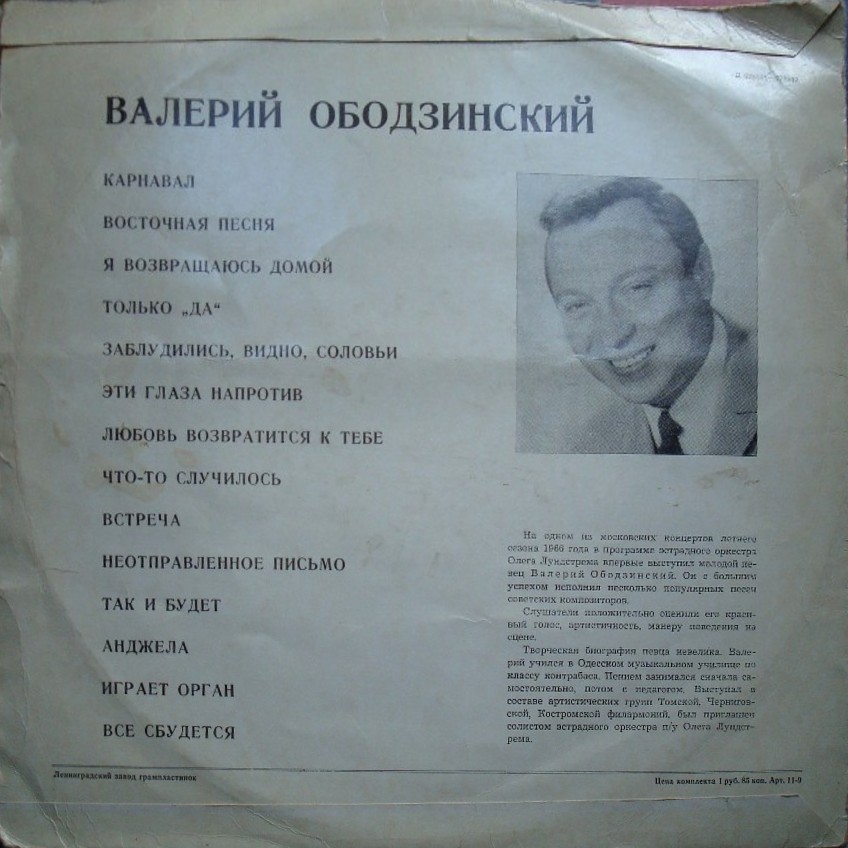 ВАЛЕРИЙ ОБОДЗИНСКИЙ
КАРНАВАЛ
ВОСТОЧНАЯ ПЕСНЯ
Я ВОЗВРАЩАЮСЬ ДОМОЙ
ТОЛЬКО „ДА“
ЗАБЛУДИЛИСЬ, ВИДНО, СОЛОВЬИ
ЭТИ ГЛАЗА НАПРОТИВ
ЛЮБОВЬ ВОЗВРАТИТСЯ К ТЕБЕ
ЧТО-ТО СЛУЧИЛОСЬ
ВСТРЕЧА
НЕОТПРАВЛЕННОЕ ПИСЬМО
ТАК И БУДЕТ
АНДЖЕЛА
ИГРАЕТ ОРГАН
ВСЕ СБУДЕТСЯ
На одном из московских концертов летнего
сезона 1966 года в программе эстрадного оркестра
Олега Лундстрема впервые выступил молодой пе-
вец Валерий Ободзинский. Он с большим
успехом исполнил несколько популярных песен
советских композиторов.
Слушатели положительно оценили его краси-
вый голос, артистичность, манеру поведения на
сцене.
Творческая биография певца невелика. Вале-
рий учился в Одесском музыкальном училище по
классу контрабаса. Пением занимался сначала са-
мостоятельно, потом с педагогом. Выступал в
составе артистических групп Томской, Чернигов-
ской, Костромской филармоний, был приглашен
солистом эстрадного оркестра п/у Олега Лундст-
рема.
Ленинградский завод грампластинок
Цена комплекта 1 руб. 85 коп. Арт. 11-9